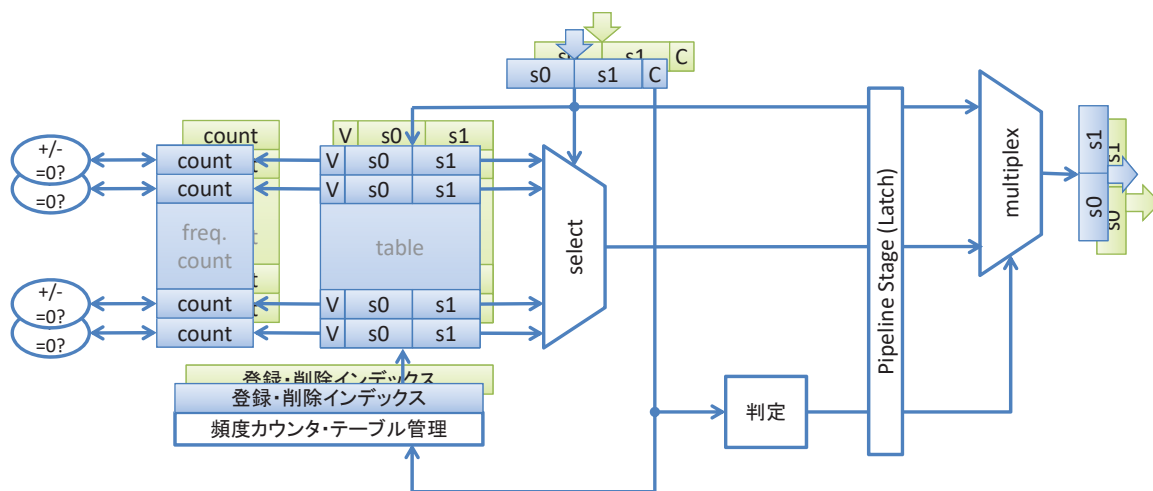 s0 s1 C
s0 s1 C
count
V s0 s1
+/-
=0?
=0?
count
count
freq.
count
count
count
V s0 s1
V s0 s1
table
V s0 s1
V s0 s1
+/-
=0?
=0?
select
登録・削除インデックス
登録・削除インデックス
頻度カウンタ・テーブル管理
判定
Pipeline Stage (Latch)
multiplex
s1
s0
s1
s0